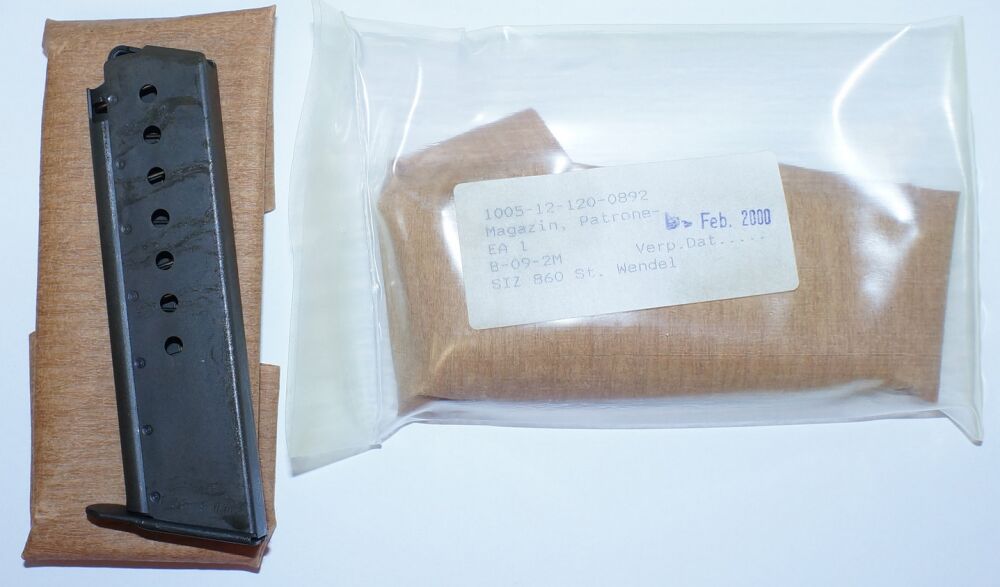 1005-12-120-0892
Magazin, Patrone-
EA 1
Feb. 2000
B-09-2M
Verp.Dat.....
SIZ 860 St. Wendel